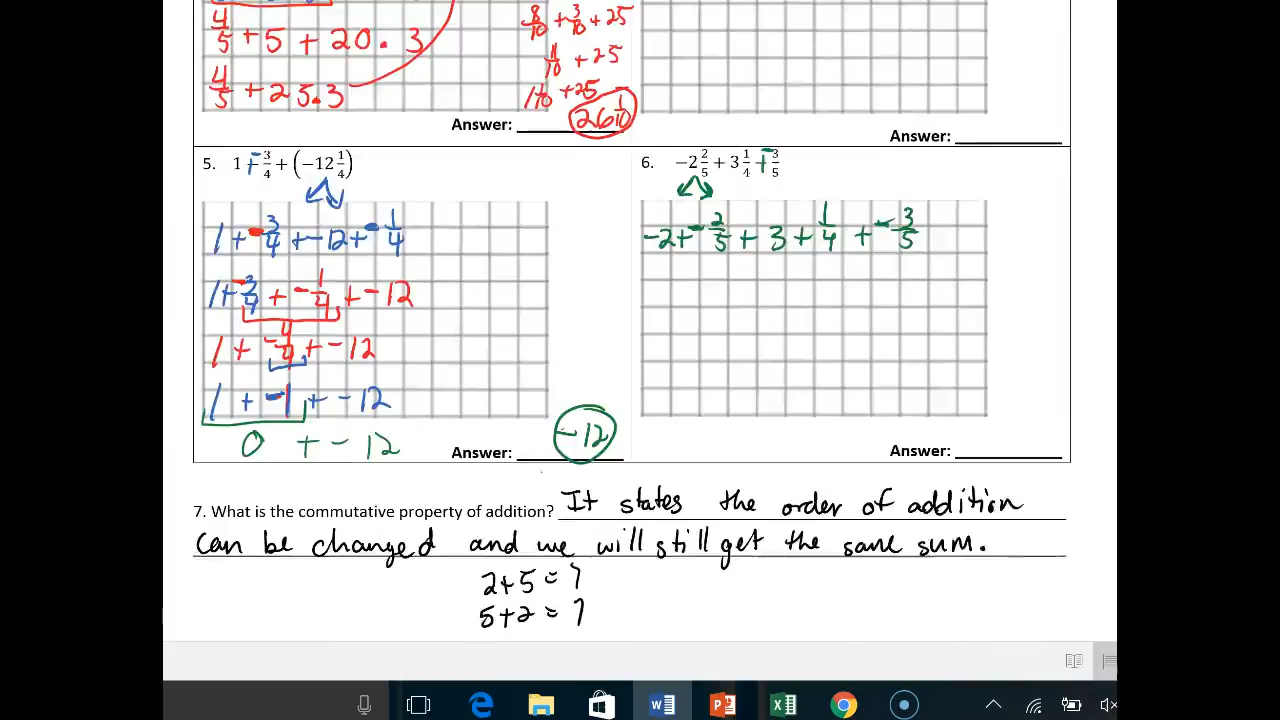 4/5 + 5 + 20.3
4/5 + 25.3
8/10 + 3/10 + 25
11/10 + 25
1 1/10 + 25
26 1/10
Answer: ________
Answer: ________
5. 1 +- 3/4 + (−12 1/4)
1 + - 3/4 + - 12 + - 1/4
1 + - 3/4 + - 1/4 + - 12
1 + - 4/4 + - 12
1 + - 1 + - 12
0 + - 12
Answer: ________ -12
6. −2 2/5 + 3 1/4 +- 3/5
-2 + - 2/5 + 3 + 1/4 + - 3/5
Answer: ________
7. What is the commutative property of addition? It states the order of addition
can be changed and we will still get the same sum.
2+5=7
5+2=7